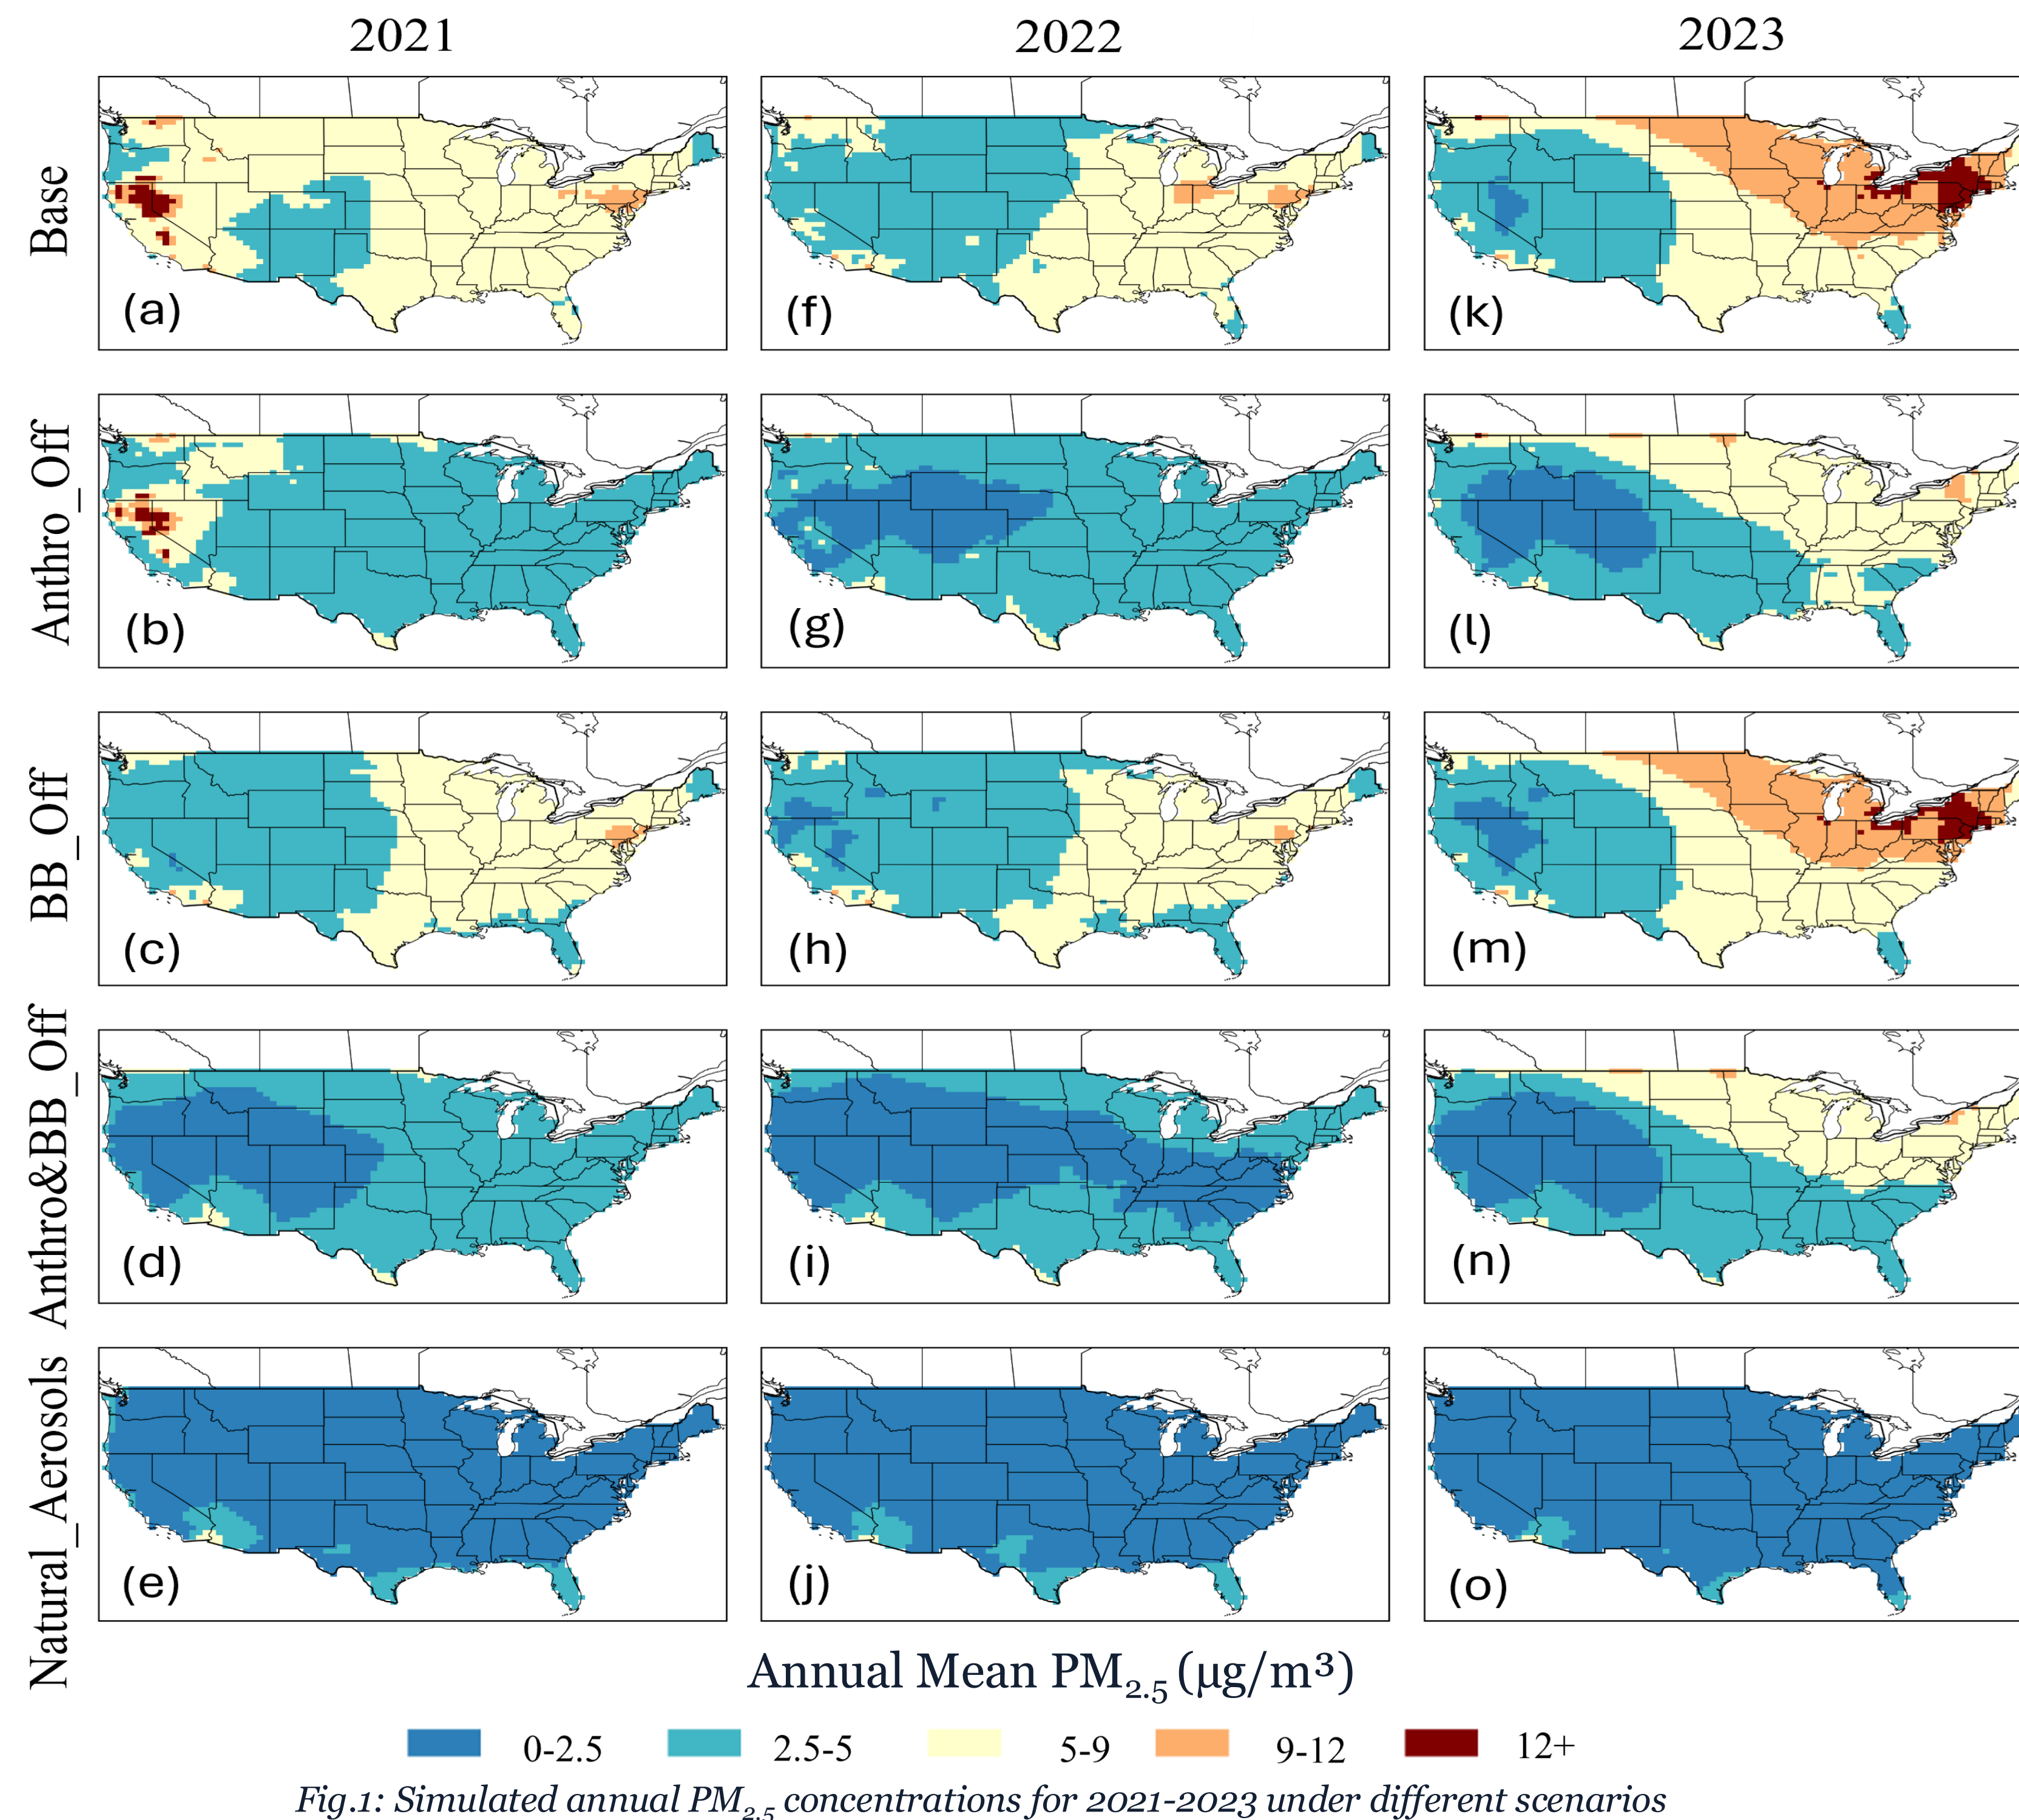 2021 2022 2023
Base
(a) (f) (k)
Anthro_Off
(b) (g) (l)
BB_Off
(c) (h) (m)
Anthro&BB_Off
(d) (i) (n)
Natural_Aerosols
(e) (j) (o)
Annual Mean PM2.5 (μg/m³)
0-2.5 2.5-5 5-9 9-12 12+
Fig.1: Simulated annual PM2.5 concentrations for 2021-2023 under different scenarios